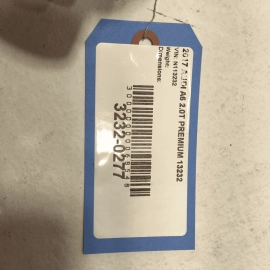 2017 AUDI A6 2.0T PREMIUM 13232
VIN: N113232
Weight:
Dimensions:
3232-0277